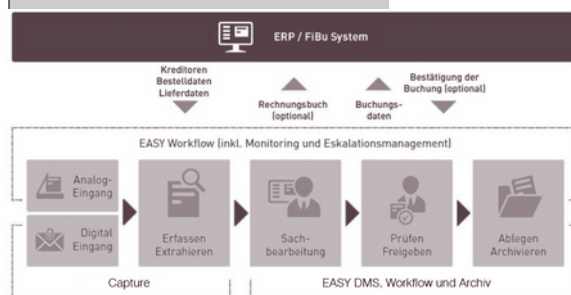 ERP / FiBu System
Kreditoren
Bestelldaten
Lieferdaten
Rechnungsbuch
(optional)
Buchungs-
daten
Bestätigung der
Buchung (optional)
EASY Workflow (inkl. Monitoring und Eskalationsmanagement)
Analog-
Eingang
Digital
Eingang
Erfassen
Extrahieren
Sach-
bearbeitung
Prüfen
Freigeben
Ablegen
Archivieren
Capture
EASY DMS, Workflow und Archiv